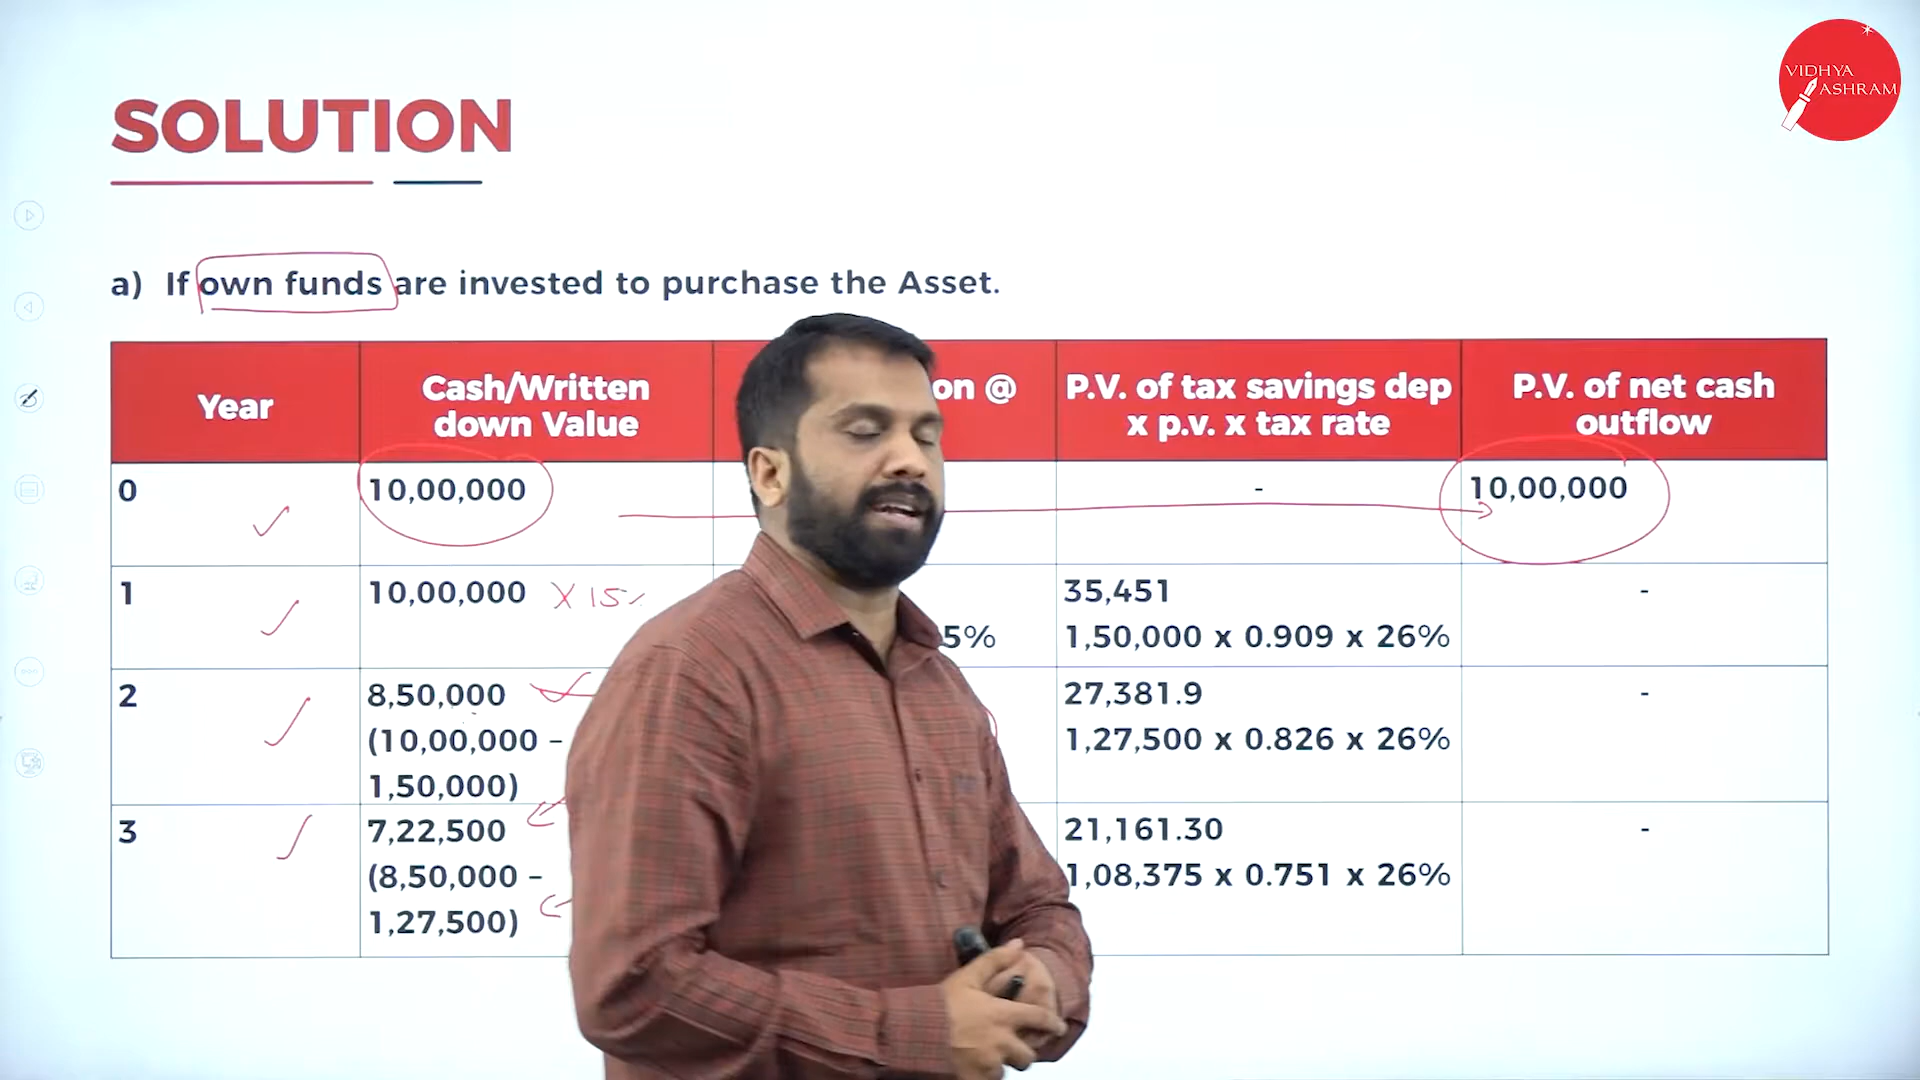 VIDHYA
ASHRAM
SOLUTION
a) If own funds are invested to purchase the Asset.
Year
Cash/Written
down Value
on @
P.V. of tax savings dep
x p.v. x tax rate
P.V. of net cash
outflow
0
10,00,000
-
10,00,000
1
10,00,000 X 15%
5%
35,451
1,50,000 x 0.909 x 26%
-
2
8,50,000
(10,00,000 –
1,50,000)
27,381.9
1,27,500 x 0.826 x 26%
-
3
7,22,500
(8,50,000 –
1,27,500)
21,161.30
1,08,375 x 0.751 x 26%
-